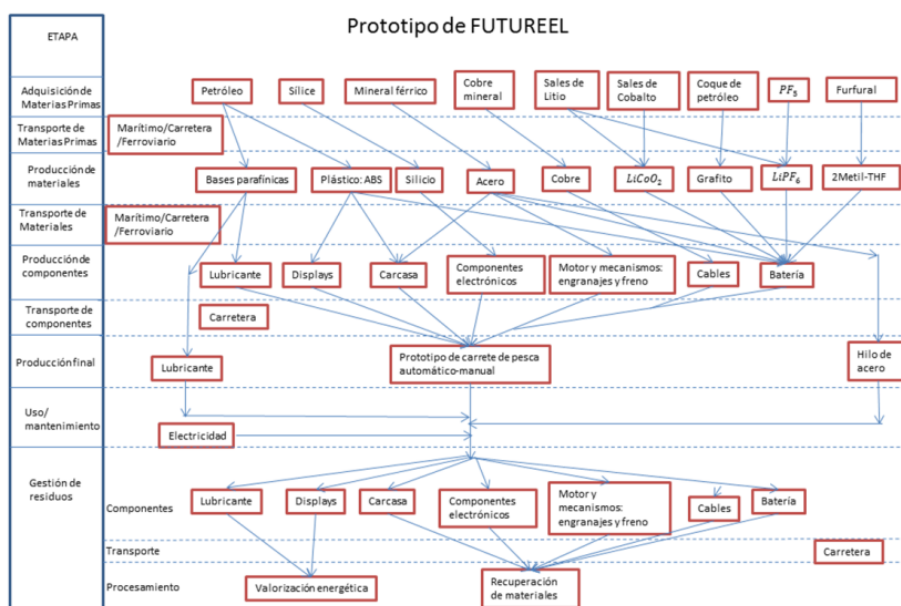 Prototipo de FUTUREEL
ETAPA
Adquisición de
Materias Primas
Petróleo
Sílice
Mineral férrico
Cobre
mineral
Sales de
Litio
Sales de
Cobalto
Coque de
petróleo
PF₅
Furfural
Transporte de
Materias Primas
Marítimo/Carretera
/Ferroviario
Producción de
materiales
Bases parafínicas
Plástico: ABS
Silicio
Acero
Cobre
LiCoO₂
Grafito
LiPF₆
2Metil-THF
Transporte de
Materiales
Marítimo/Carretera
/Ferroviario
Producción de
componentes
Lubricante
Displays
Carcasa
Componentes
electrónicos
Motor y mecanismos:
engranajes y freno
Cables
Batería
Transporte de
componentes
Carretera
Producción final
Lubricante
Prototipo de carrete de pesca
automático-manual
Hilo de
acero
Uso/
mantenimiento
Electricidad
Gestión de
residuos
Componentes
Lubricante
Displays
Carcasa
Componentes
electrónicos
Motor y
mecanismos:
engranajes y freno
Cables
Batería
Transporte
Carretera
Procesamiento
Valorización energética
Recuperación
de materiales